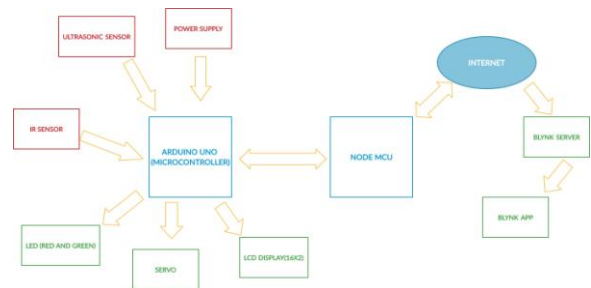 ULTRASONIC SENSOR
POWER SUPPLY
INTERNET
IR SENSOR
ARDUINO UNO
(MICROCONTROLLER)
NODE MCU
BLYNK SERVER
BLYNK APP
LED (RED AND GREEN)
SERVO
LCD DISPLAY(16X2)